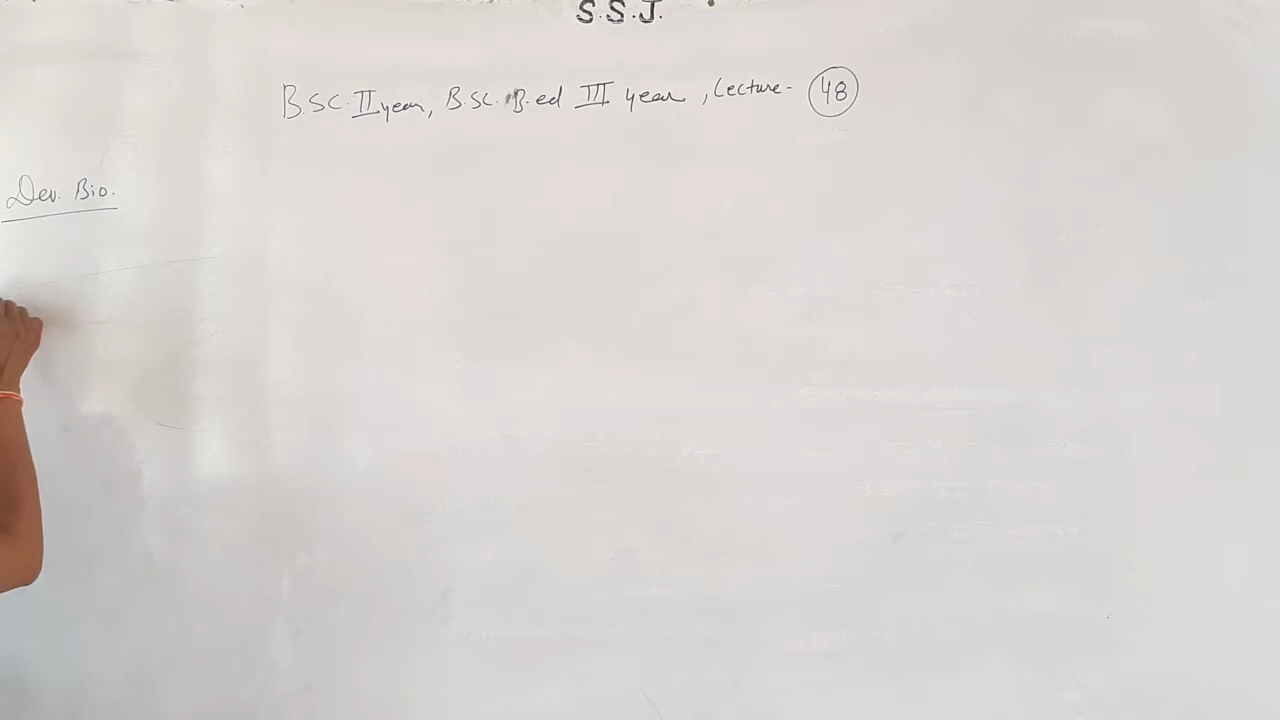 S.S.J.
B.SC. II year, B.SC. B.ed III year, Lecture- 48
Dev. Bio.